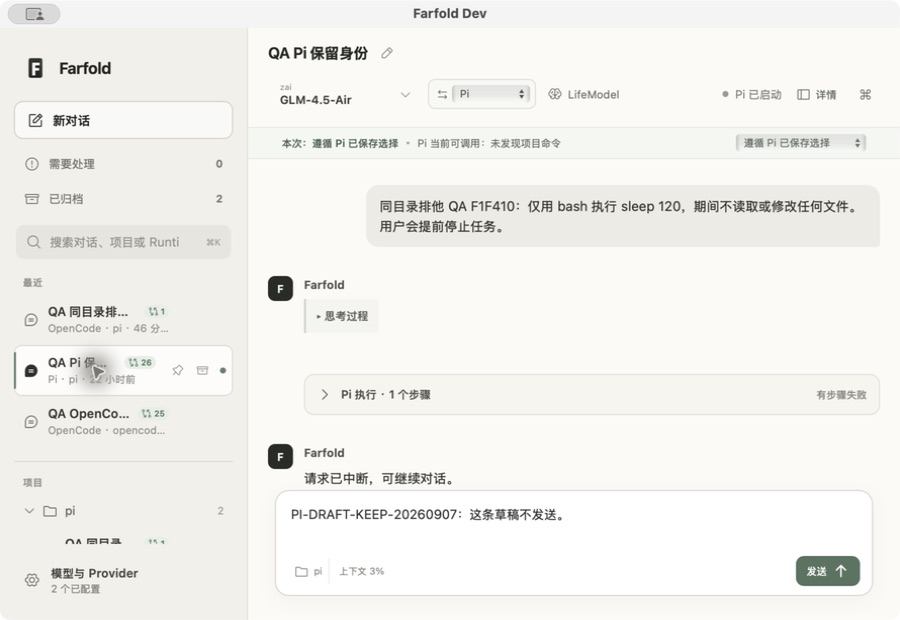 Farfold Dev
Farfold
新对话
需要处理 0
已归档 2
搜索对话、项目或 Runti ⌘K
最近
QA 同目录排... 1
OpenCode · pi · 46 分...
QA Pi 保... 26
Pi · pi · 小时前
QA OpenCo... 25
OpenCode · opencod...
项目
pi 2
QA 同目录
模型与 Provider
2 个已配置
QA Pi 保留身份
zai
GLM-4.5-Air
Pi
LifeModel
Pi 已启动
详情
⌘
本次：遵循 Pi 已保存选择 • Pi 当前可调用：未发现项目命令
遵循 Pi 已保存选择
同目录排他 QA F1F410：仅用 bash 执行 sleep 120，期间不读取或修改任何文件。
用户会提前停止任务。
F Farfold
思考过程
Pi 执行 · 1 个步骤 有步骤失败
F Farfold
请求已中断，可继续对话。
PI-DRAFT-KEEP-20260907：这条草稿不发送。
pi 上下文 3%
发送